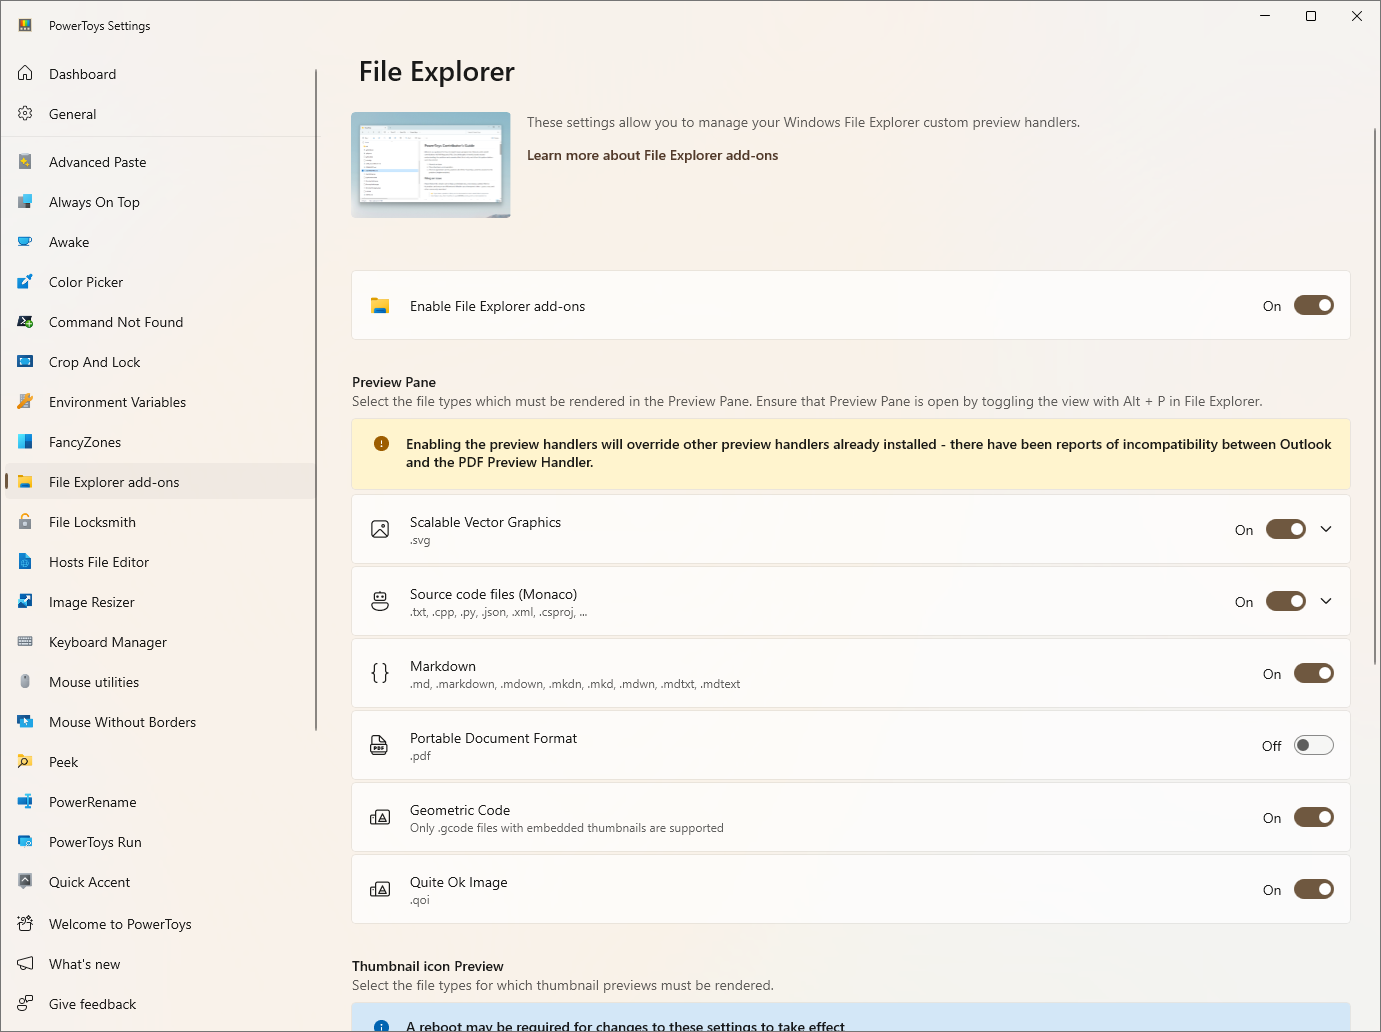 PowerToys Settings
Dashboard
General
Advanced Paste
Always On Top
Awake
Color Picker
Command Not Found
Crop And Lock
Environment Variables
FancyZones
File Explorer add-ons
File Locksmith
Hosts File Editor
Image Resizer
Keyboard Manager
Mouse utilities
Mouse Without Borders
Peek
PowerRename
PowerToys Run
Quick Accent
Welcome to PowerToys
What's new
Give feedback
File Explorer
These settings allow you to manage your Windows File Explorer custom preview handlers.
Learn more about File Explorer add-ons
Enable File Explorer add-ons
On
Preview Pane
Select the file types which must be rendered in the Preview Pane. Ensure that Preview Pane is open by toggling the view with Alt + P in File Explorer.
Enabling the preview handlers will override other preview handlers already installed - there have been reports of incompatibility between Outlook
and the PDF Preview Handler.
Scalable Vector Graphics
.svg
On
Source code files (Monaco)
.txt, .cpp, .py, .json, .xml, .csproj, ...
On
Markdown
.md, .markdown, .mdown, .mkdn, .mkd, .mdwn, .mdtxt, .mdtext
On
PDF
Portable Document Format
.pdf
Off
Geometric Code
Only .gcode files with embedded thumbnails are supported
On
Quite Ok Image
.qoi
On
Thumbnail icon Preview
Select the file types for which thumbnail previews must be rendered.
A reboot may be required for changes to these settings to take effect